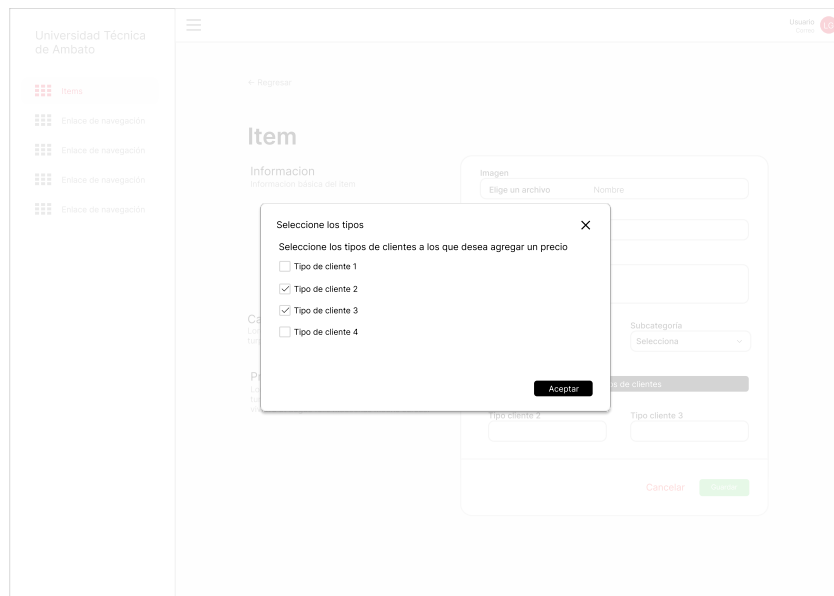 Universidad Técnica
de Ambato
Items
Enlace de navegación
Enlace de navegación
Enlace de navegación
Enlace de navegación
Usuario
← Regresar
Item
Informacion
Informacion básica del item
Imagen
Elige un archivo Nombre
Seleccione los tipos
Seleccione los tipos de clientes a los que desea agregar un precio
Tipo de cliente 1
Tipo de cliente 2
Tipo de cliente 3
Tipo de cliente 4
Aceptar
Subcategoria
Selecciona
de clientes
Tipo cliente 2 Tipo cliente 3
Cancelar